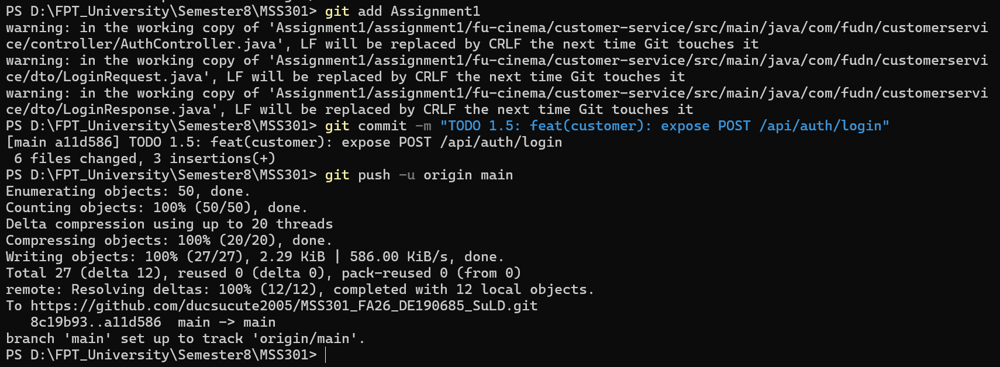 PS D:\FPT_University\Semester8\MSS301> git add Assignment1
warning: in the working copy of 'Assignment1/assignment1/fu-cinema/customer-service/src/main/java/com/fudn/customerservi
ce/controller/AuthController.java', LF will be replaced by CRLF the next time Git touches it
warning: in the working copy of 'Assignment1/assignment1/fu-cinema/customer-service/src/main/java/com/fudn/customerservi
ce/dto/LoginRequest.java', LF will be replaced by CRLF the next time Git touches it
warning: in the working copy of 'Assignment1/assignment1/fu-cinema/customer-service/src/main/java/com/fudn/customerservi
ce/dto/LoginResponse.java', LF will be replaced by CRLF the next time Git touches it
PS D:\FPT_University\Semester8\MSS301> git commit -m "TODO 1.5: feat(customer): expose POST /api/auth/login"
[main a11d586] TODO 1.5: feat(customer): expose POST /api/auth/login
 6 files changed, 3 insertions(+)
PS D:\FPT_University\Semester8\MSS301> git push -u origin main
Enumerating objects: 50, done.
Counting objects: 100% (50/50), done.
Delta compression using up to 20 threads
Compressing objects: 100% (20/20), done.
Writing objects: 100% (27/27), 2.29 KiB | 586.00 KiB/s, done.
Total 27 (delta 12), reused 0 (delta 0), pack-reused 0 (from 0)
remote: Resolving deltas: 100% (12/12), completed with 12 local objects.
To https://github.com/ducsucute2005/MSS301_FA26_DE190685_SuLD.git
   8c19b93..a11d586  main -> main
branch 'main' set up to track 'origin/main'.
PS D:\FPT_University\Semester8\MSS301>